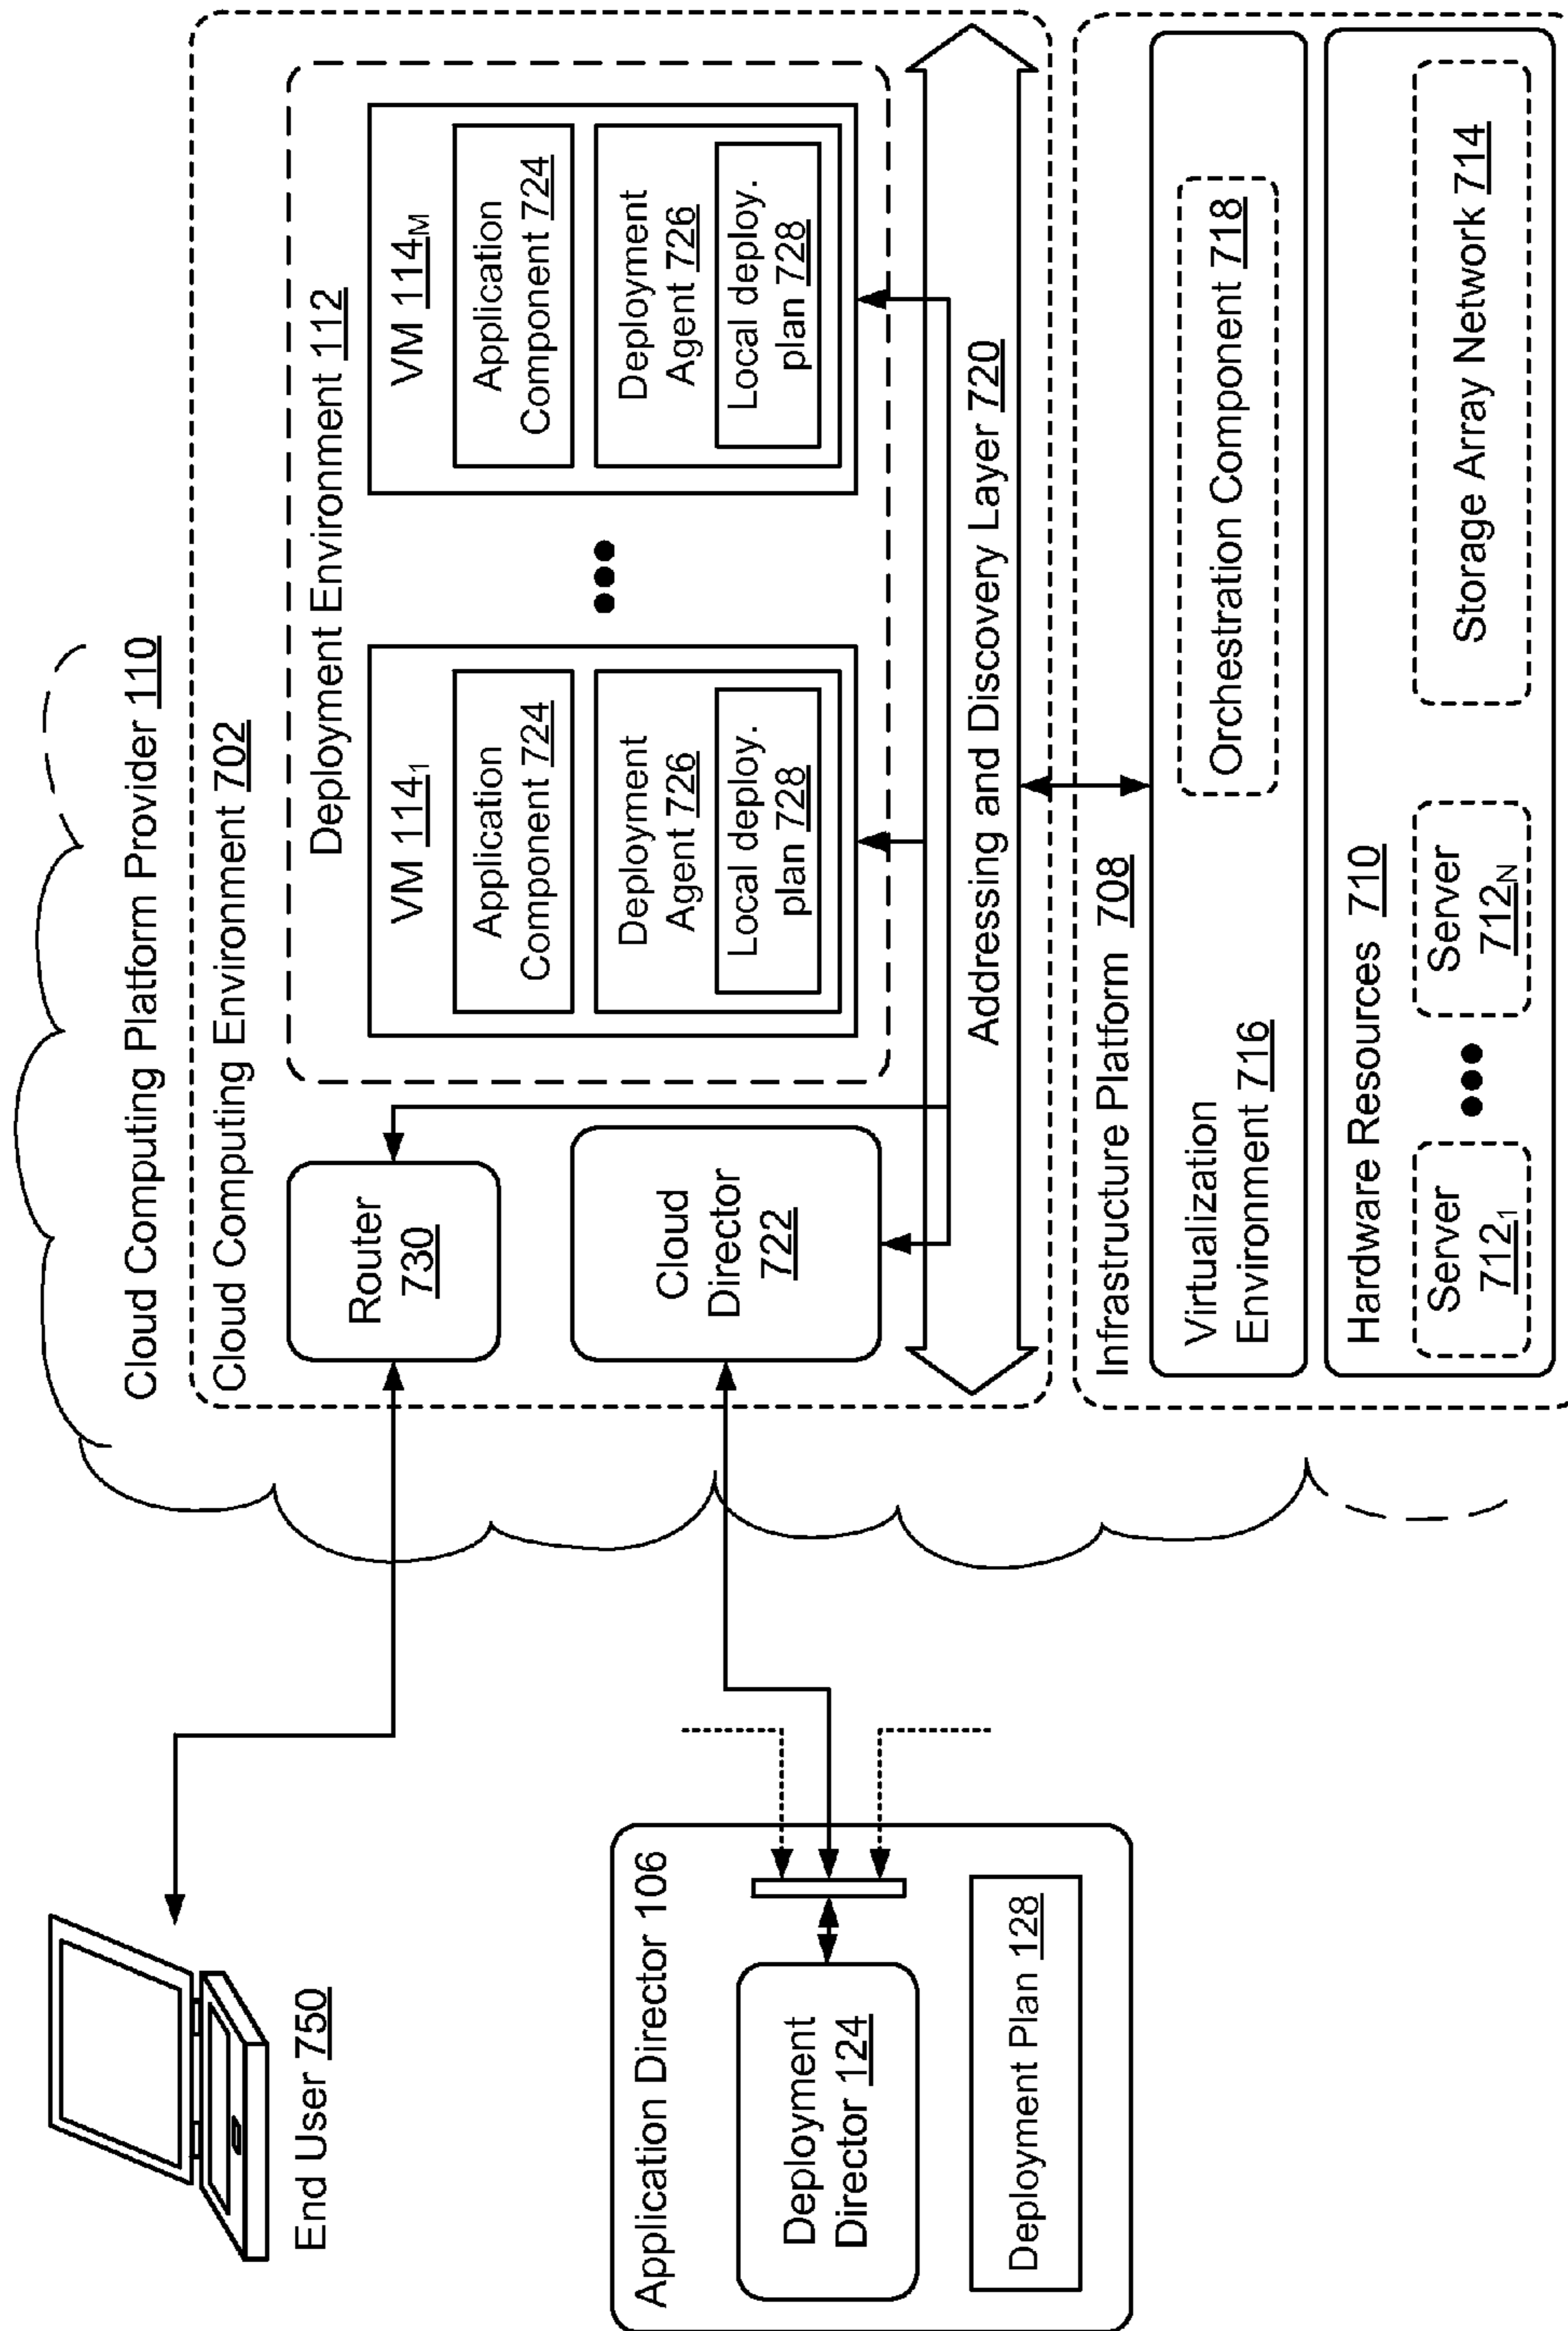 End User 750
Application Director 106
Deployment
Director 124
Deployment Plan 128
Cloud Computing Platform Provider 110
Cloud Computing Environment 702
Router
730
Cloud
Director
722
Deployment Environment 112
VM 114₁
Application
Component 724
Deployment
Agent 726
Local deploy.
plan 728
VM 114M
Application
Component 724
Deployment
Agent 726
Local deploy.
plan 728
Addressing and Discovery Layer 720
Infrastructure Platform 708
Virtualization
Environment 716
Orchestration Component 718
Hardware Resources 710
Server
712₁
Server
712N
Storage Array Network 714